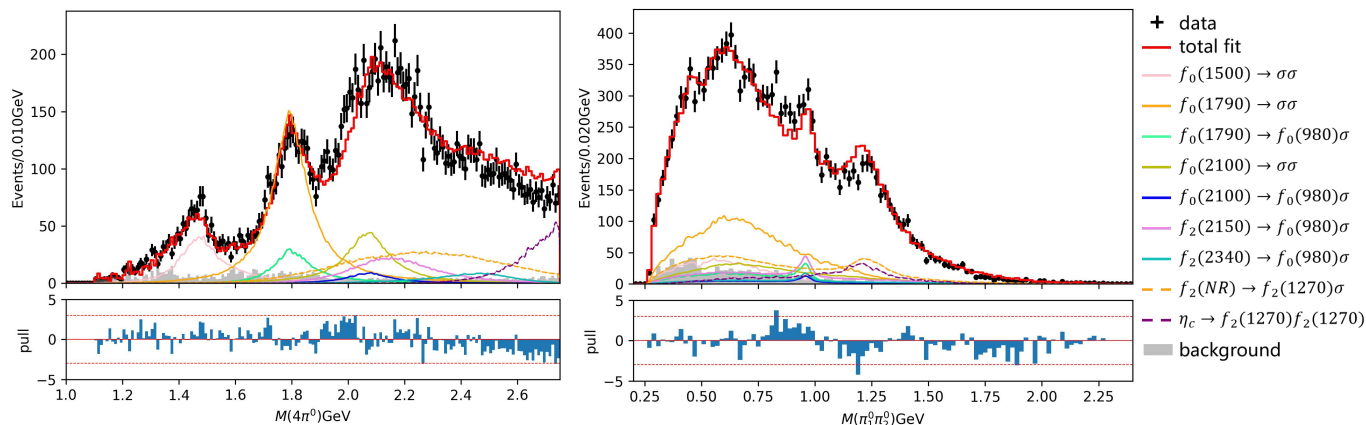 Events/0.010GeV
200
150
100
50
0
pull
5
0
−5
1.0 1.2 1.4 1.6 1.8 2.0 2.2 2.4 2.6
M(4π⁰)GeV
Events/0.020GeV
400
350
300
250
200
150
100
50
0
pull
5
0
−5
0.25 0.50 0.75 1.00 1.25 1.50 1.75 2.00 2.25
M(π₁⁰π₂⁰)GeV
data
total fit
f₀(1500) → σσ
f₀(1790) → σσ
f₀(1790) → f₀(980)σ
f₀(2100) → σσ
f₀(2100) → f₀(980)σ
f₂(2150) → f₀(980)σ
f₂(2340) → f₀(980)σ
f₂(NR) → f₂(1270)σ
η_c → f₂(1270)f₂(1270)
background